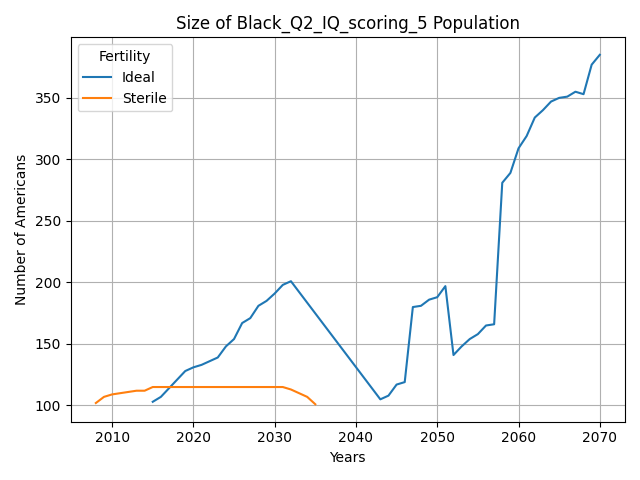 Size of Black_Q2_IQ_scoring_5 Population
Fertility
Ideal
Sterile
Number of Americans
350
300
250
200
150
100
2010 2020 2030 2040 2050 2060 2070
Years